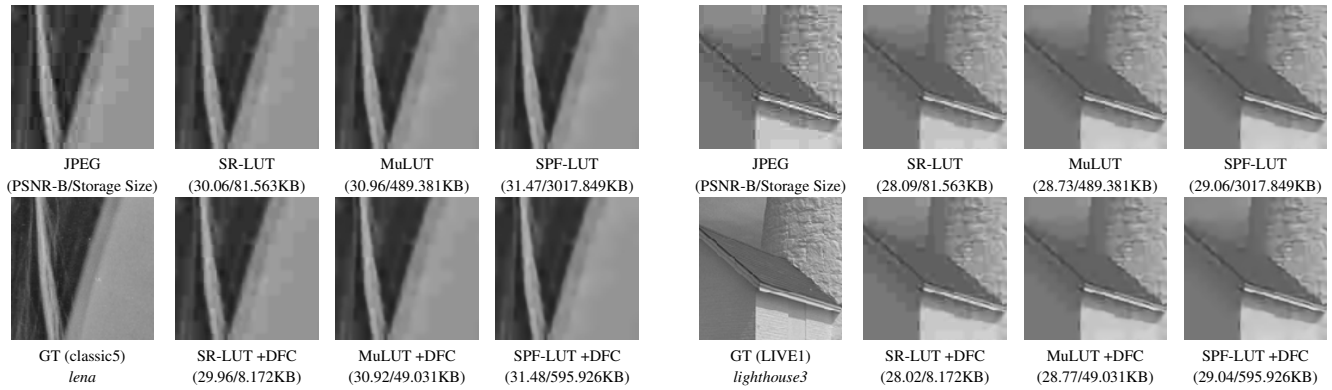 JPEG SR-LUT MuLUT SPF-LUT JPEG SR-LUT MuLUT SPF-LUT
(PSNR-B/Storage Size) (30.06/81.563KB) (30.96/489.381KB) (31.47/3017.849KB) (PSNR-B/Storage Size) (28.09/81.563KB) (28.73/489.381KB) (29.06/3017.849KB)
GT (classic5) SR-LUT +DFC MuLUT +DFC SPF-LUT +DFC GT (LIVE1) SR-LUT +DFC MuLUT +DFC SPF-LUT +DFC
lena (29.96/8.172KB) (30.92/49.031KB) (31.48/595.926KB) lighthouse3 (28.02/8.172KB) (28.77/49.031KB) (29.04/595.926KB)